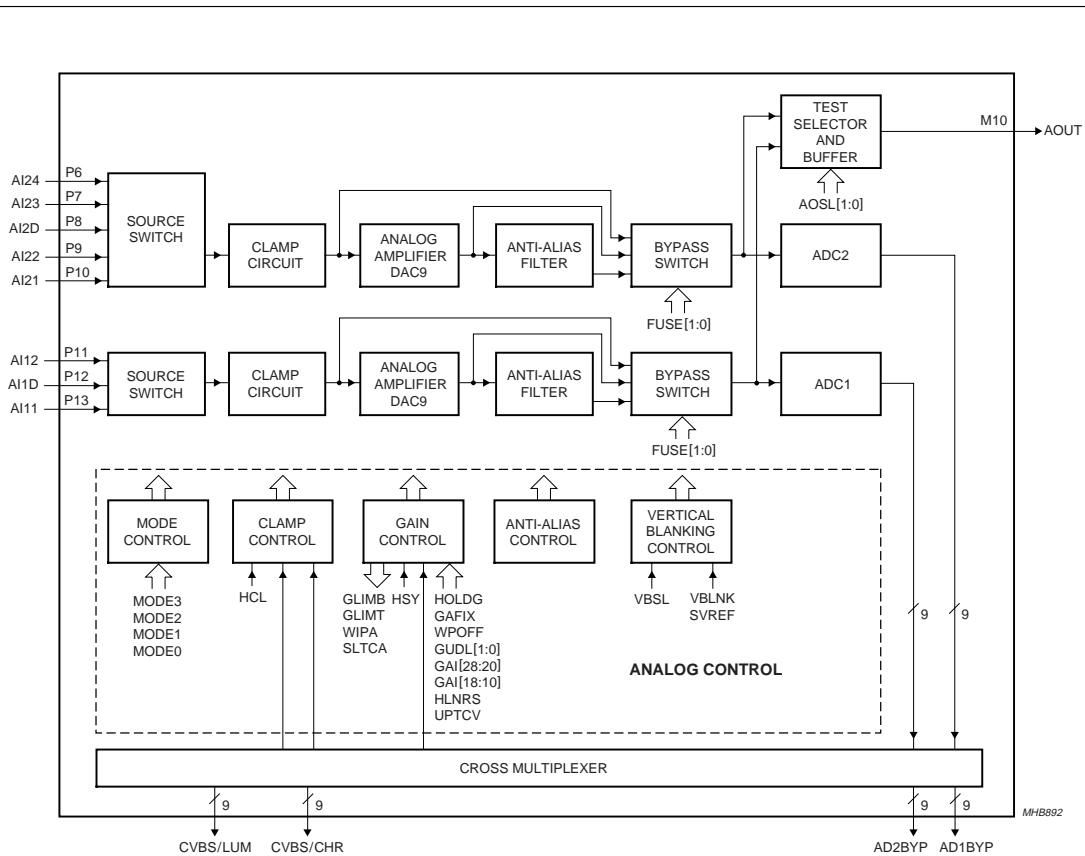 TEST
SELECTOR
AND
BUFFER
M10
AOUT
AOSL[1:0]
AI24
P6
AI23
P7
AI2D
P8
AI22
P9
AI21
P10
SOURCE
SWITCH
CLAMP
CIRCUIT
ANALOG
AMPLIFIER
DAC9
ANTI-ALIAS
FILTER
BYPASS
SWITCH
ADC2
FUSE[1:0]
AI12
P11
AI1D
P12
AI11
P13
SOURCE
SWITCH
CLAMP
CIRCUIT
ANALOG
AMPLIFIER
DAC9
ANTI-ALIAS
FILTER
BYPASS
SWITCH
ADC1
FUSE[1:0]
MODE
CONTROL
CLAMP
CONTROL
GAIN
CONTROL
ANTI-ALIAS
CONTROL
VERTICAL
BLANKING
CONTROL
MODE3
MODE2
MODE1
MODE0
HCL
GLIMB
GLIMT
WIPA
SLTCA
HSY
HOLDG
GAFIX
WPOFF
GUDL[1:0]
GAI[28:20]
GAI[18:10]
HLNRS
UPTCV
VBSL
VBLNK
SVREF
9
9
ANALOG CONTROL
CROSS MULTIPLEXER
9
9
9
9
MHB892
CVBS/LUM
CVBS/CHR
AD2BYP
AD1BYP